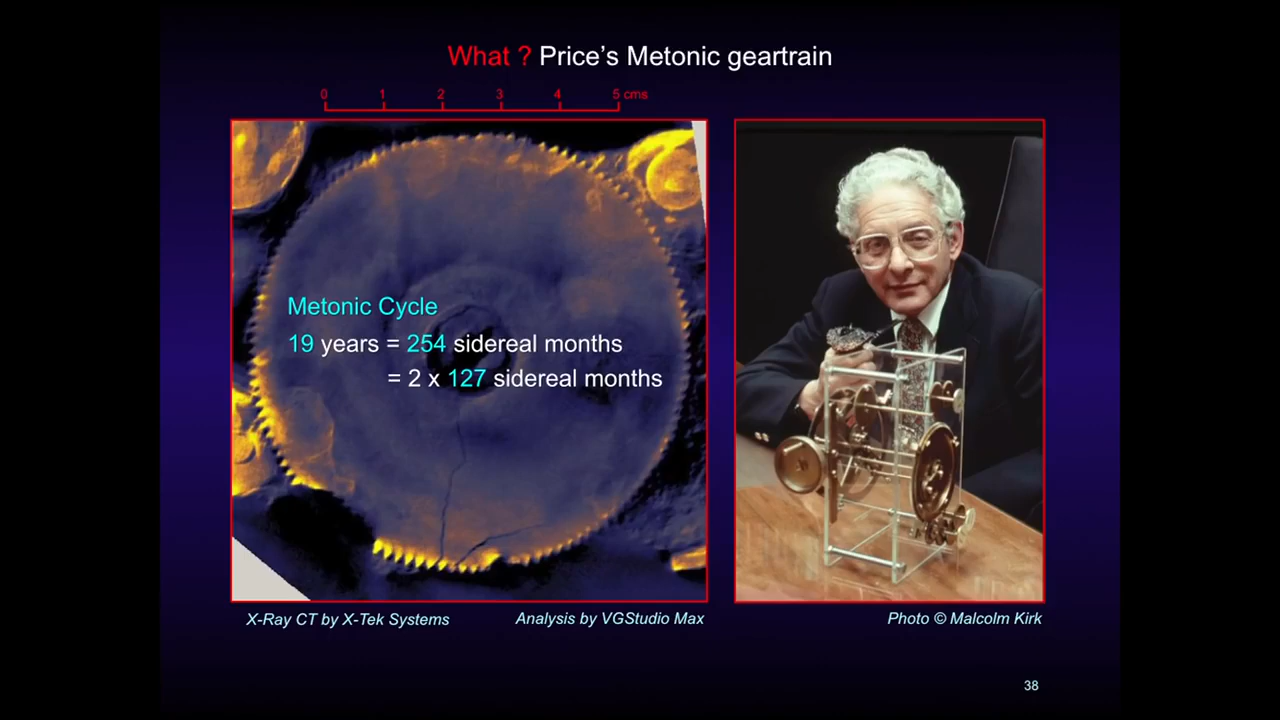 What ? Price's Metonic geartrain
0 1 2 3 4 5 cms
Metonic Cycle
19 years = 254 sidereal months
= 2 x 127 sidereal months
X-Ray CT by X-Tek Systems
Analysis by VGStudio Max
Photo © Malcolm Kirk
38